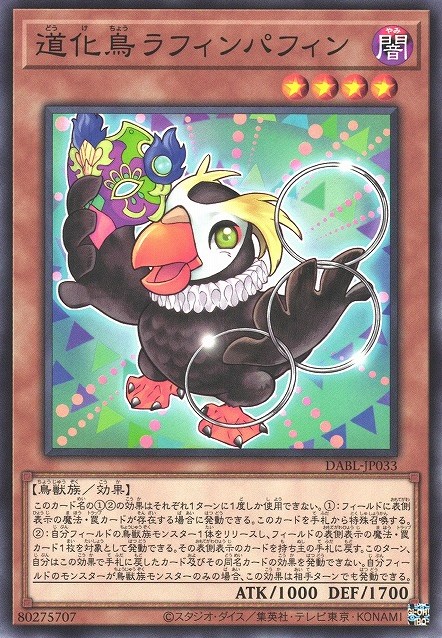 道化鳥ラフィンパフィン
闇
DABL-JP033
【鳥獣族／効果】
このカード名の①②の効果はそれぞれ1ターンに1度しか使用できない。①：フィールドに表側
表示の魔法・罠カードが存在する場合に発動できる。このカードを手札から特殊召喚する。
②：自分フィールドの鳥獣族モンスター1体をリリースし、フィールドの表側表示の魔法・罠
カード1枚を対象として発動できる。その表側表示のカードを持ち主の手札に戻す。このターン、
自分はこの効果で手札に戻したカード及びその同名カードの効果を発動できない。自分フィー
ルドのモンスターが鳥獣族モンスターのみの場合、この効果は相手ターンでも発動できる。
ATK/1000 DEF/1700
80275707 ©スタジオ・ダイス/集英社・テレビ東京・KONAMI